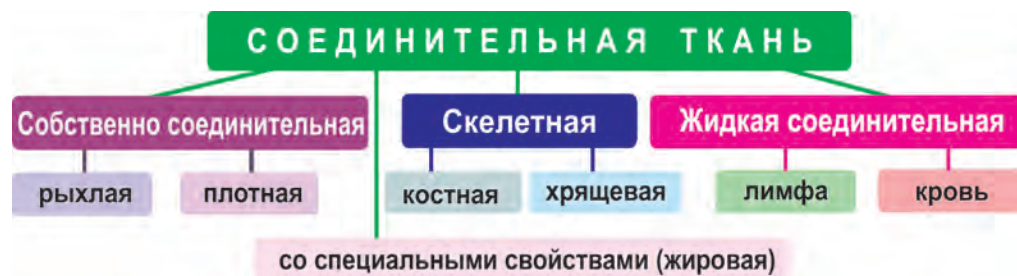 СОЕДИНИТЕЛЬНАЯ ТКАНЬ
Собственно соединительная
Скелетная
Жидкая соединительная
рыхлая
плотная
костная
хрящевая
лимфа
кровь
со специальными свойствами (жировая)